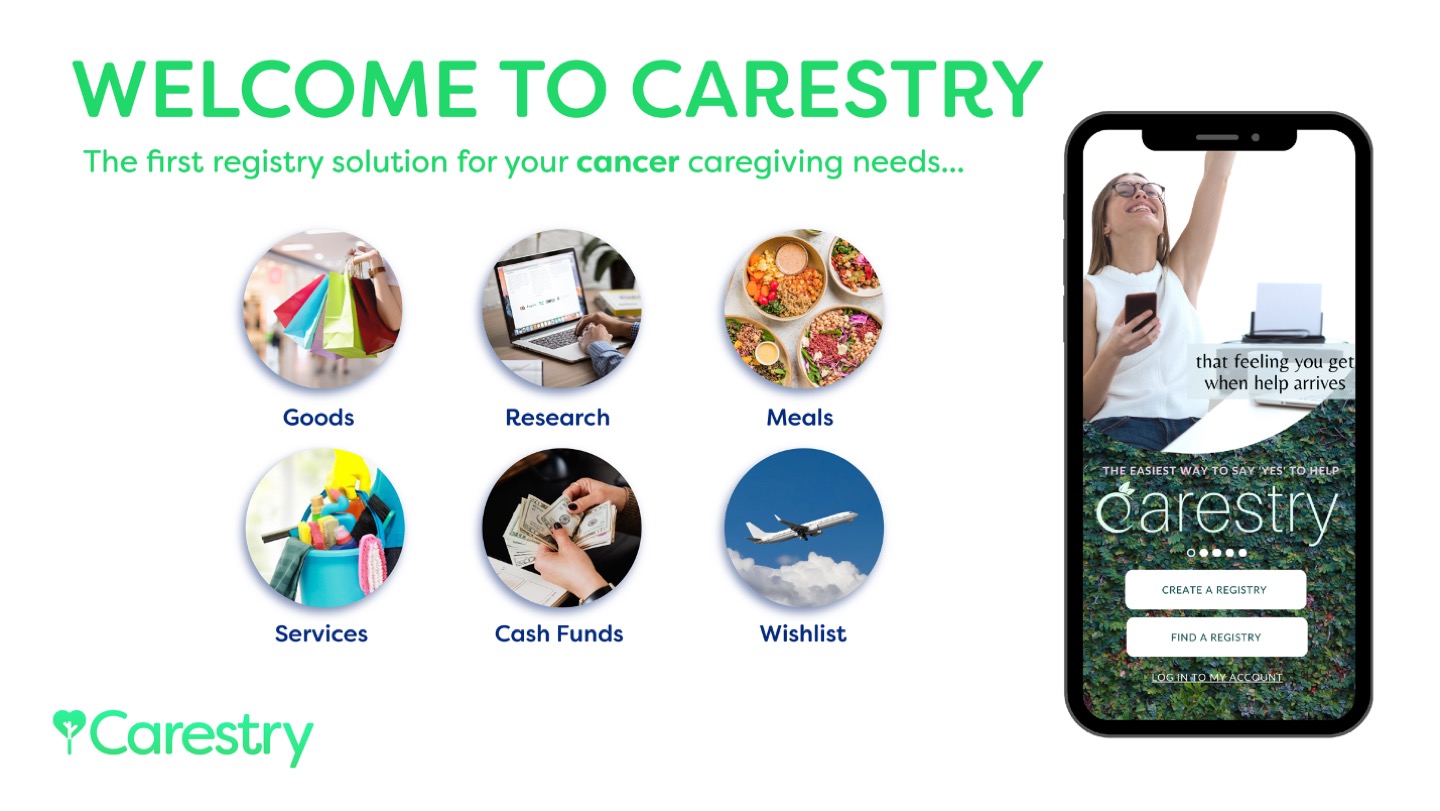 WELCOME TO CARESTRY
The first registry solution for your cancer caregiving needs...
Goods
Research
Meals
Services
Cash Funds
Wishlist
Carestry
that feeling you get
when help arrives
THE EASIEST WAY TO SAY 'YES' TO HELP
carestry
CREATE A REGISTRY
FIND A REGISTRY
LOG IN TO MY ACCOUNT